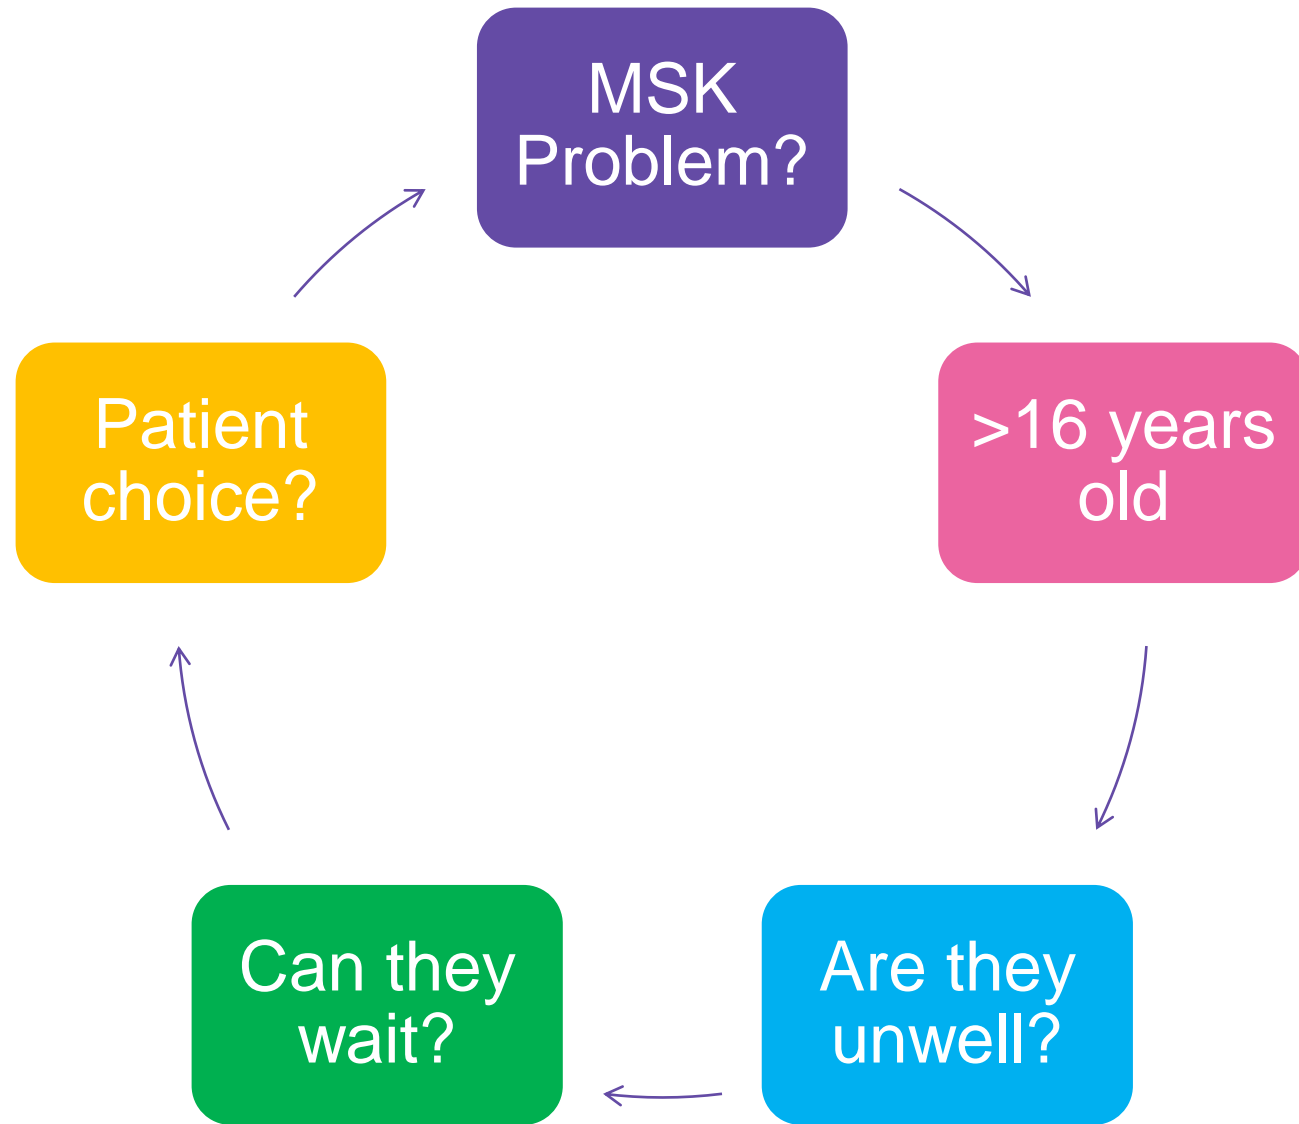 MSK
Problem?
>16 years
old
Are they
unwell?
Can they
wait?
Patient
choice?